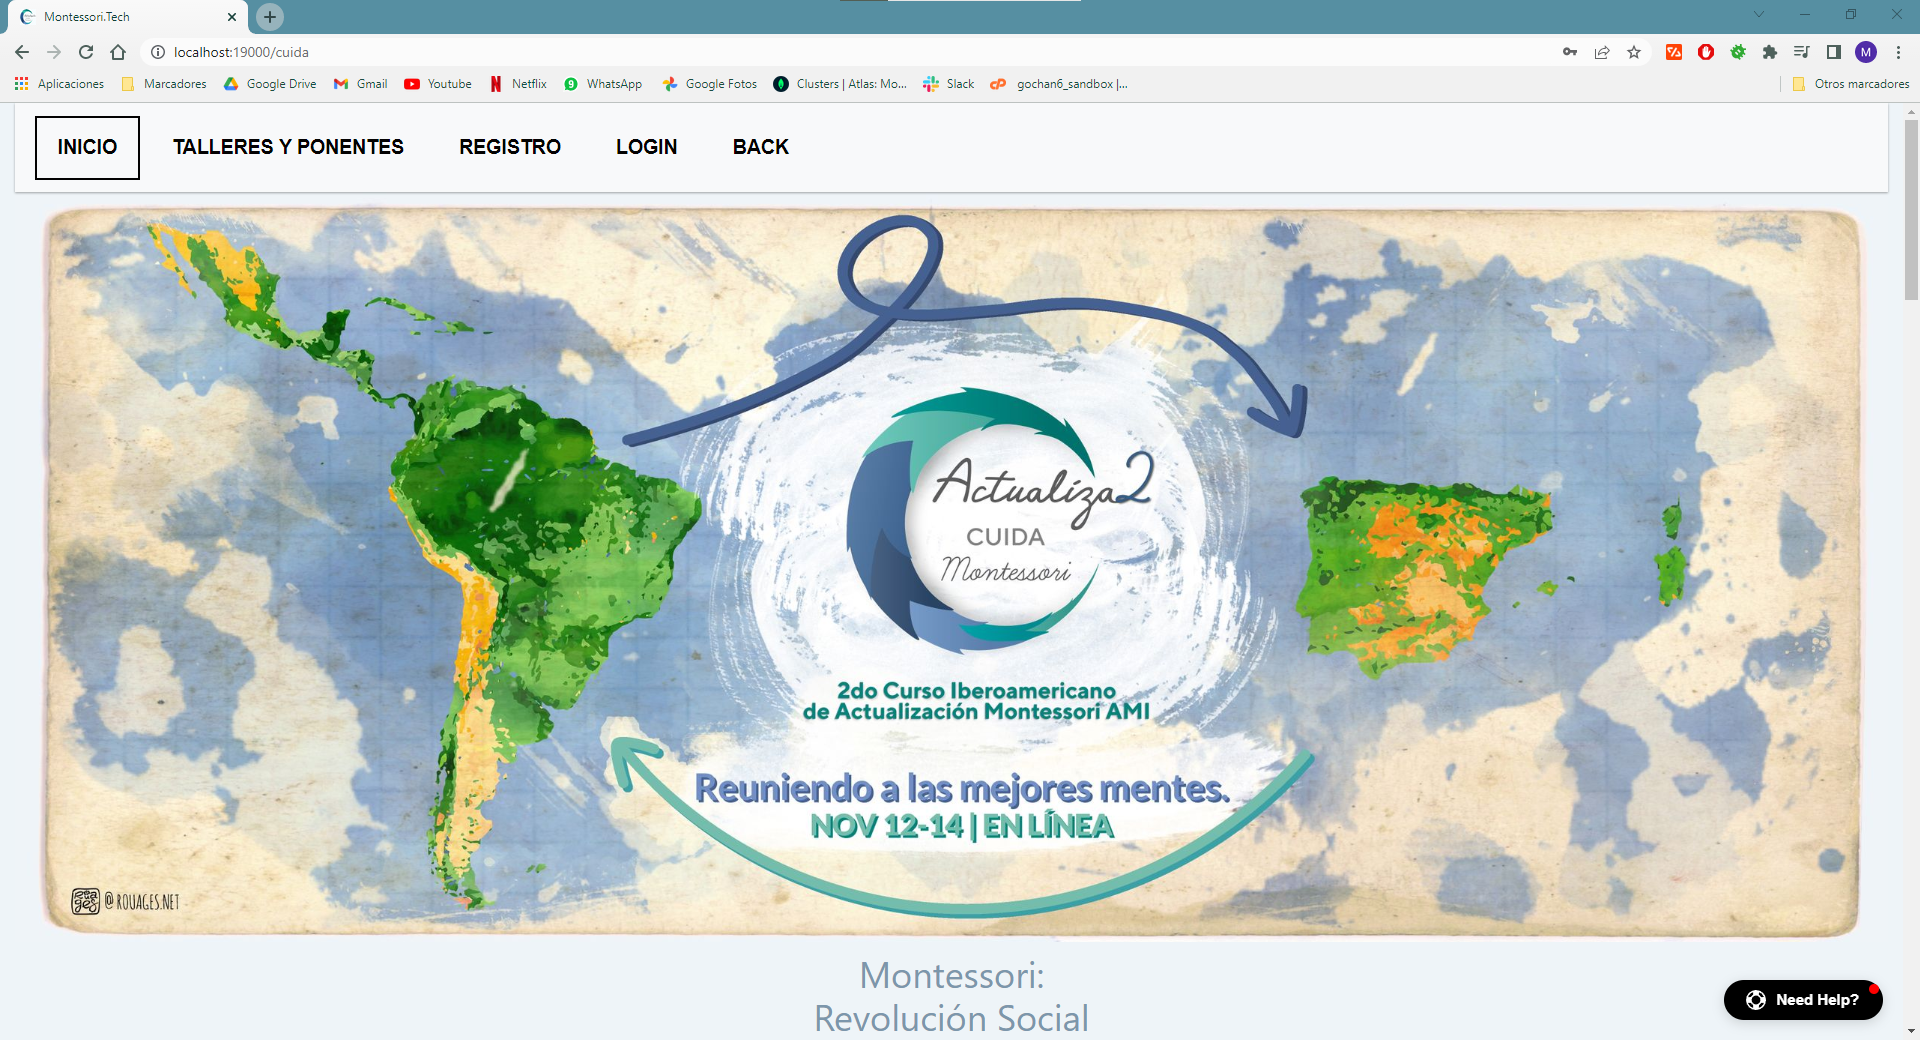 Montessori.Tech
localhost:19000/cuida
Aplicaciones
Marcadores
Google Drive
Gmail
Youtube
Netflix
WhatsApp
Google Fotos
Clusters | Atlas: Mo...
Slack
gochan6_sandbox |...
Otros marcadores
INICIO
TALLERES Y PONENTES
REGISTRO
LOGIN
BACK
Actualiza2
CUIDA
Montessori
2do Curso Iberoamericano
de Actualización Montessori AMI
Reuniendo a las mejores mentes.
NOV 12-14 | EN LÍNEA
@ROUAGES.NET
Montessori:
Revolución Social
Need Help?